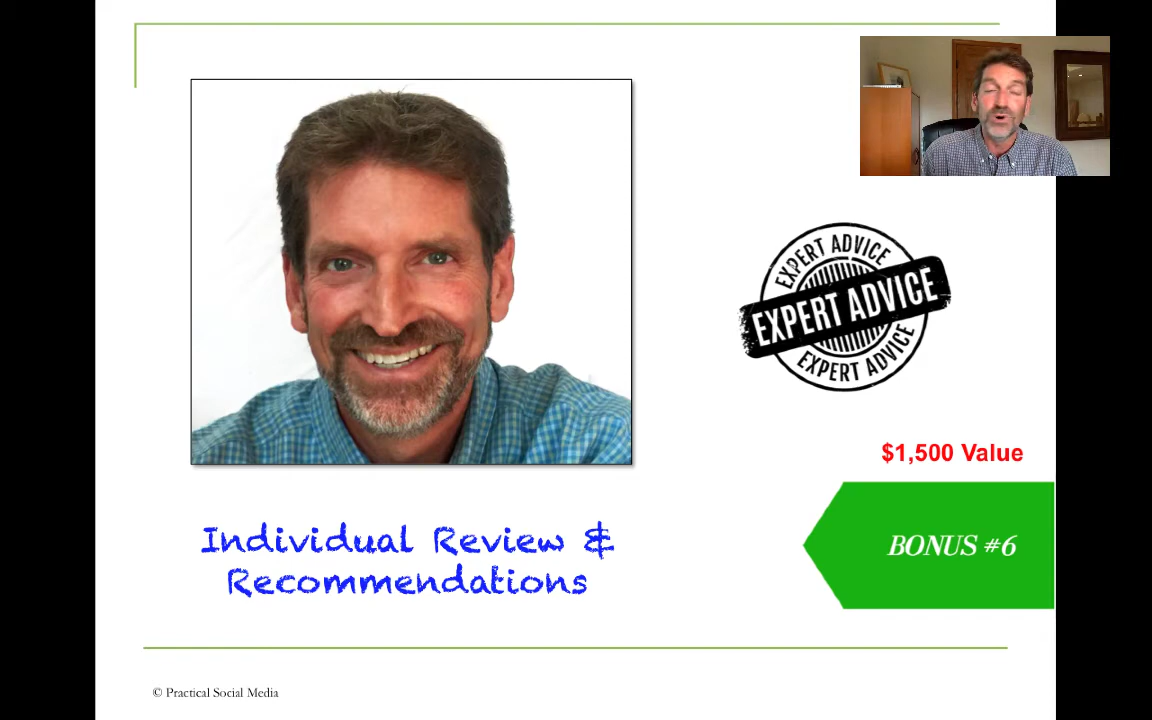 EXPERT ADVICE
EXPERT ADVICE
EXPERT ADVICE
$1,500 Value
BONUS #6
Individual Review &
Recommendations
© Practical Social Media